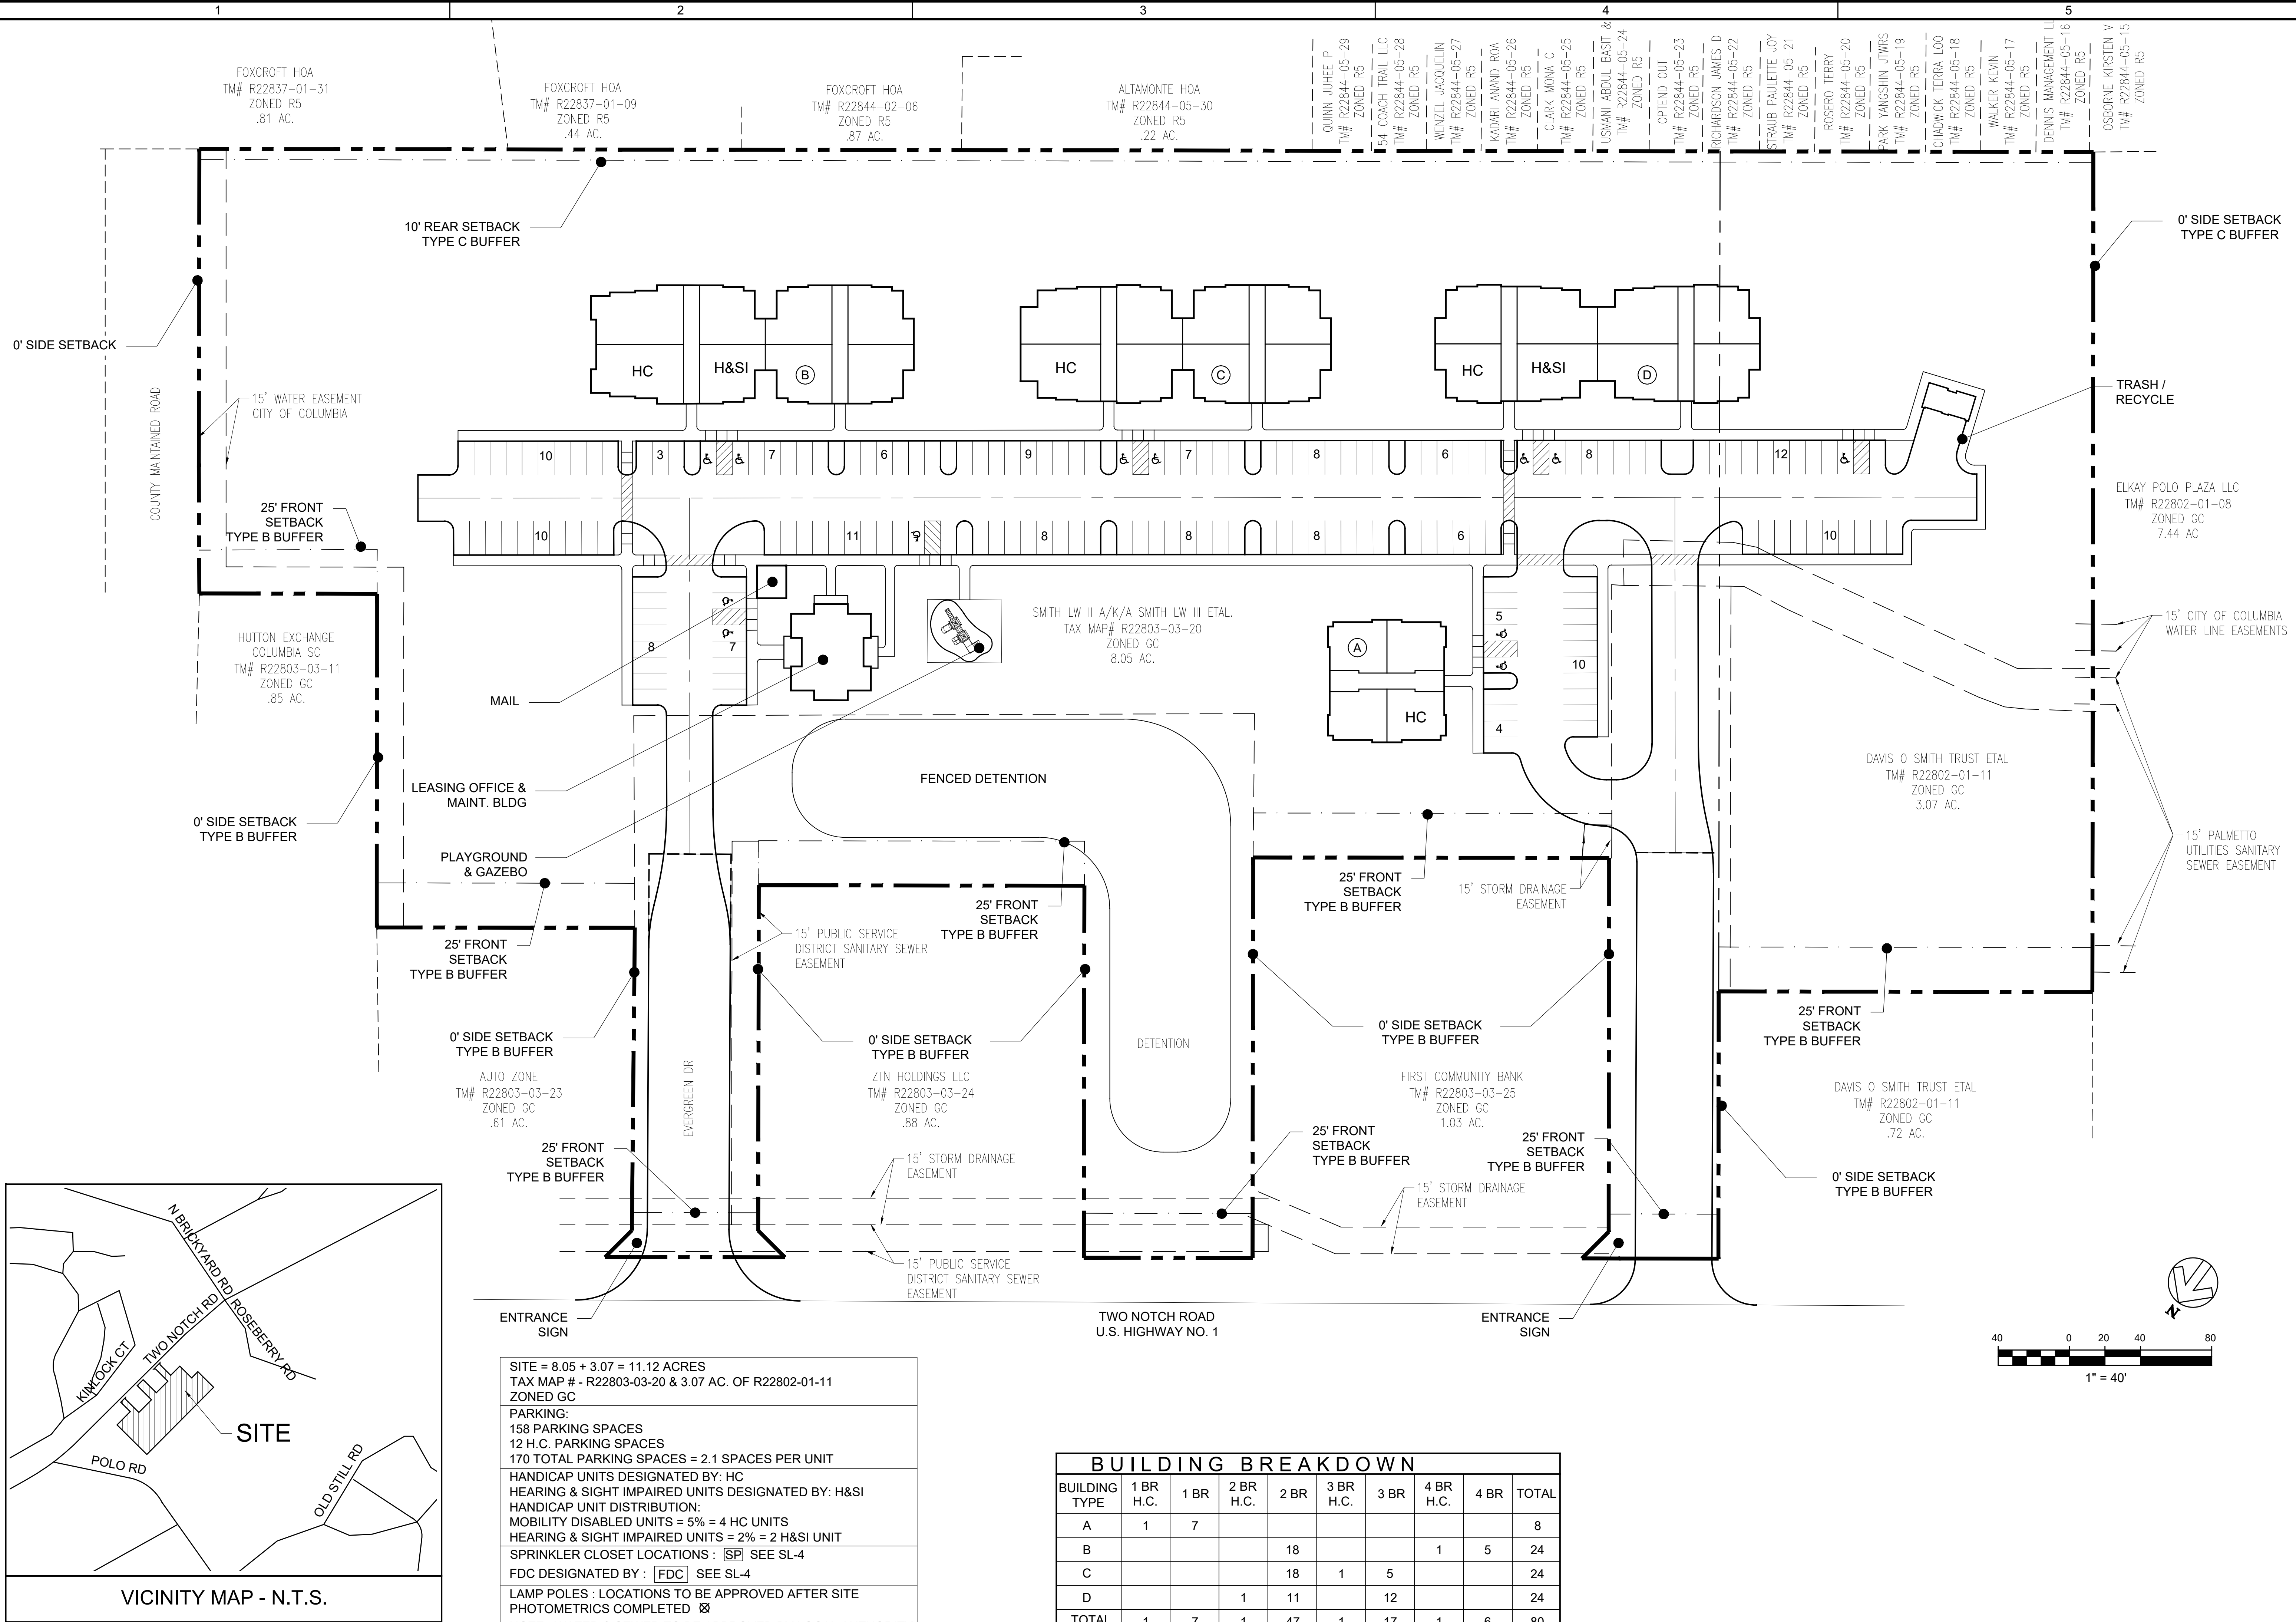 1
2
3
4
5
FOXCROFT HOA
TM# R22837-01-31
ZONED R5
.81 AC.
FOXCROFT HOA
TM# R22837-01-09
ZONED R5
.44 AC.
FOXCROFT HOA
TM# R22844-02-06
ZONED R5
.87 AC.
ALTAMONTE HOA
TM# R22844-05-30
ZONED R5
.22 AC.
QUINN JUHEE P
TM# R22844-05-29
ZONED R5
54 COACH TRAIL LLC
TM# R22844-05-28
ZONED R5
WENZEL JACQUELIN
TM# R22844-05-27
ZONED R5
KADARI ANAND ROA
TM# R22844-05-26
ZONED R5
CLARK MONA C
TM# R22844-05-25
ZONED R5
USMANI ABDUL BASIT &
TM# R22844-05-24
ZONED R5
OPTEND OUT
TM# R22844-05-23
ZONED R5
RICHARDSON JAMES D
TM# R22844-05-22
ZONED R5
STRAUB PAULETTE JOY
TM# R22844-05-21
ZONED R5
ROSERO TERRY
TM# R22844-05-20
ZONED R5
PARK YANGSHIN JTWRS
TM# R22844-05-19
ZONED R5
CHADWICK TERRA LOO
TM# R22844-05-18
ZONED R5
WALKER KEVIN
TM# R22844-05-17
ZONED R5
DENNIS MANAGEMENT LL
TM# R22844-05-16
ZONED R5
OSBORNE KIRSTEN V
TM# R22844-05-15
ZONED R5
10' REAR SETBACK
TYPE C BUFFER
0' SIDE SETBACK
TYPE C BUFFER
0' SIDE SETBACK
HC
H&SI
B
HC
C
HC
H&SI
D
TRASH /
RECYCLE
15' WATER EASEMENT
CITY OF COLUMBIA
COUNTY MAINTAINED ROAD
10
3
7
6
9
7
8
6
8
12
25' FRONT
SETBACK
TYPE B BUFFER
ELKAY POLO PLAZA LLC
TM# R22802-01-08
ZONED GC
7.44 AC
10
11
8
8
8
6
10
HUTTON EXCHANGE
COLUMBIA SC
TM# R22803-03-11
ZONED GC
.85 AC.
8
7
SMITH LW II A/K/A SMITH LW III ETAL.
TAX MAP# R22803-03-20
ZONED GC
8.05 AC.
A
HC
5
10
4
15' CITY OF COLUMBIA
WATER LINE EASEMENTS
MAIL
LEASING OFFICE &
MAINT. BLDG
FENCED DETENTION
DAVIS O SMITH TRUST ETAL
TM# R22802-01-11
ZONED GC
3.07 AC.
0' SIDE SETBACK
TYPE B BUFFER
PLAYGROUND
& GAZEBO
15' PALMETTO
UTILITIES SANITARY
SEWER EASEMENT
25' FRONT
SETBACK
TYPE B BUFFER
15' STORM DRAINAGE
EASEMENT
25' FRONT
SETBACK
TYPE B BUFFER
15' PUBLIC SERVICE
DISTRICT SANITARY SEWER
EASEMENT
25' FRONT
SETBACK
TYPE B BUFFER
25' FRONT
SETBACK
TYPE B BUFFER
0' SIDE SETBACK
TYPE B BUFFER
0' SIDE SETBACK
TYPE B BUFFER
DETENTION
0' SIDE SETBACK
TYPE B BUFFER
AUTO ZONE
TM# R22803-03-23
ZONED GC
.61 AC.
EVERGREEN DR
ZTN HOLDINGS LLC
TM# R22803-03-24
ZONED GC
.88 AC.
FIRST COMMUNITY BANK
TM# R22803-03-25
ZONED GC
1.03 AC.
DAVIS O SMITH TRUST ETAL
TM# R22802-01-11
ZONED GC
.72 AC.
25' FRONT
SETBACK
TYPE B BUFFER
15' STORM DRAINAGE
EASEMENT
25' FRONT
SETBACK
TYPE B BUFFER
25' FRONT
SETBACK
TYPE B BUFFER
15' STORM DRAINAGE
EASEMENT
0' SIDE SETBACK
TYPE B BUFFER
15' PUBLIC SERVICE
DISTRICT SANITARY SEWER
EASEMENT
ENTRANCE
SIGN
TWO NOTCH ROAD
U.S. HIGHWAY NO. 1
ENTRANCE
SIGN
N
40 0 20 40 80
1" = 40'
N BRICKYARD RD
ROSEBERRY RD
TWO NOTCH RD
KINLOCK CT
SITE
POLO RD
OLD STILL RD
VICINITY MAP - N.T.S.
SITE = 8.05 + 3.07 = 11.12 ACRES
TAX MAP # - R22803-03-20 & 3.07 AC. OF R22802-01-11
ZONED GC
PARKING:
158 PARKING SPACES
12 H.C. PARKING SPACES
170 TOTAL PARKING SPACES = 2.1 SPACES PER UNIT
HANDICAP UNITS DESIGNATED BY: HC
HEARING & SIGHT IMPAIRED UNITS DESIGNATED BY: H&SI
HANDICAP UNIT DISTRIBUTION:
MOBILITY DISABLED UNITS = 5% = 4 HC UNITS
HEARING & SIGHT IMPAIRED UNITS = 2% = 2 H&SI UNIT
SPRINKLER CLOSET LOCATIONS : SP SEE SL-4
FDC DESIGNATED BY : FDC SEE SL-4
LAMP POLES : LOCATIONS TO BE APPROVED AFTER SITE
PHOTOMETRICS COMPLETED
BUILDING BREAKDOWN
BUILDING TYPE 1 BR H.C. 1 BR 2 BR H.C. 2 BR 3 BR H.C. 3 BR 4 BR H.C. 4 BR TOTAL
A 1 7 8
B 18 1 5 24
C 18 1 5 24
D 1 11 12 24
TOTAL 1 7 1 47 1 17 1 6 80